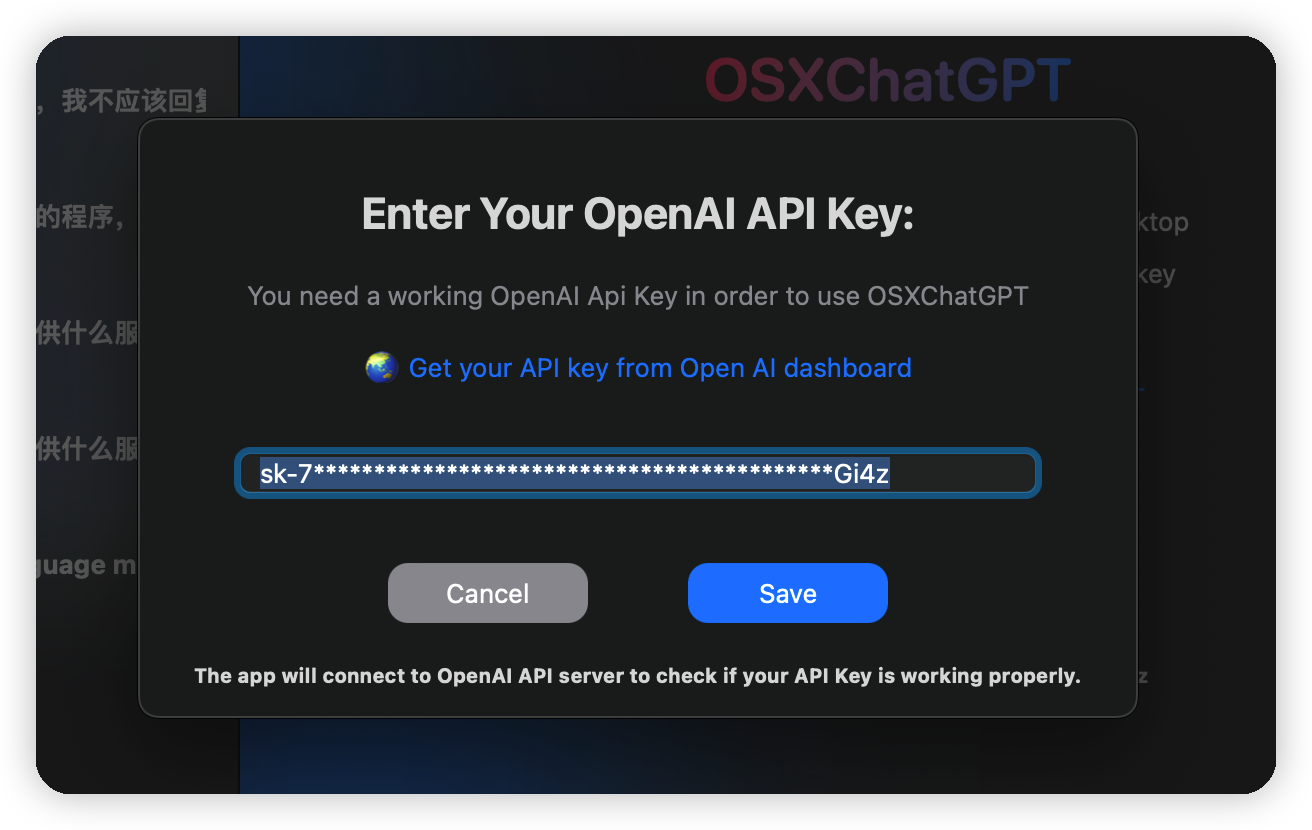 OSXChatGPT
，我不应该回复
Enter Your OpenAI API Key:
的程序，
ktop
key
You need a working OpenAI Api Key in order to use OSXChatGPT
供什么服
Get your API key from Open AI dashboard
供什么服
sk-7*******************************************Gi4z
guage m
Cancel
Save
The app will connect to OpenAI API server to check if your API Key is working properly.
z